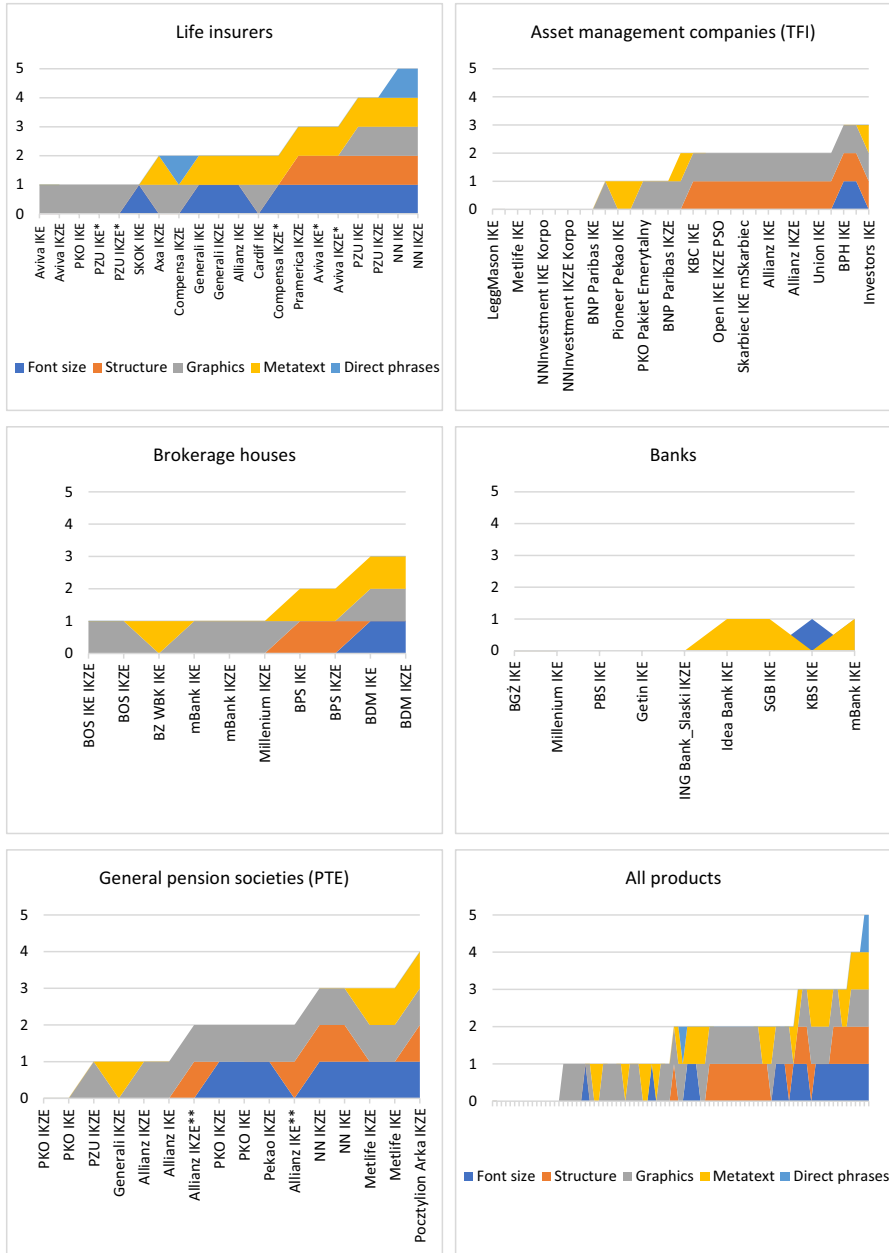 Life insurers
5
4
3
2
1
0
Aviva IKE
Aviva IKZE
PKO IKE
PZU IKE*
PZU IKZE*
SKOK IKE
Axa IKZE
Compensa IKZE
Generali IKE
Generali IKZE
Allianz IKE
Cardif IKE
Compensa IKZE*
Pramerica IKZE
Aviva IKE*
Aviva IKZE*
PZU IKE
PZU IKZE
NN IKE
NN IKZE
Font size Structure Graphics Metatext Direct phrases
Asset management companies (TFI)
5
4
3
2
1
0
LeggMason IKE
Metlife IKE
NNInvestment IKE Korpo
NNInvestment IKZE Korpo
BNP Paribas IKE
Pioneer Pekao IKE
PKO Pakiet Emerytalny
BNP Paribas IKZE
KBC IKE
Open IKE IKZE PSO
Skarbiec IKE mSkarbiec
Allianz IKE
Allianz IKZE
Union IKE
BPH IKE
Investors IKE
Brokerage houses
5
4
3
2
1
0
BOS IKE IKZE
BOS IKZE
BZ WBK IKE
mBank IKE
mBank IKZE
Millenium IKZE
BPS IKE
BPS IKZE
BDM IKE
BDM IKZE
Banks
5
4
3
2
1
0
BGŻ IKE
Millenium IKE
PBS IKE
Getin IKE
ING Bank_Slaski IKZE
Idea Bank IKE
SGB IKE
KBS IKE
mBank IKE
General pension societies (PTE)
5
4
3
2
1
0
PKO IKZE
PKO IKE
PZU IKZE
Generali IKZE
Allianz IKZE
Allianz IKE
Allianz IKZE**
PKO IKZE
PKO IKE
Pekao IKZE
Allianz IKE**
NN IKZE
NN IKE
Metlife IKZE
Metlife IKE
Pocztylion Arka IKZE
All products
5
4
3
2
1
0
Font size Structure Graphics Metatext Direct phrases